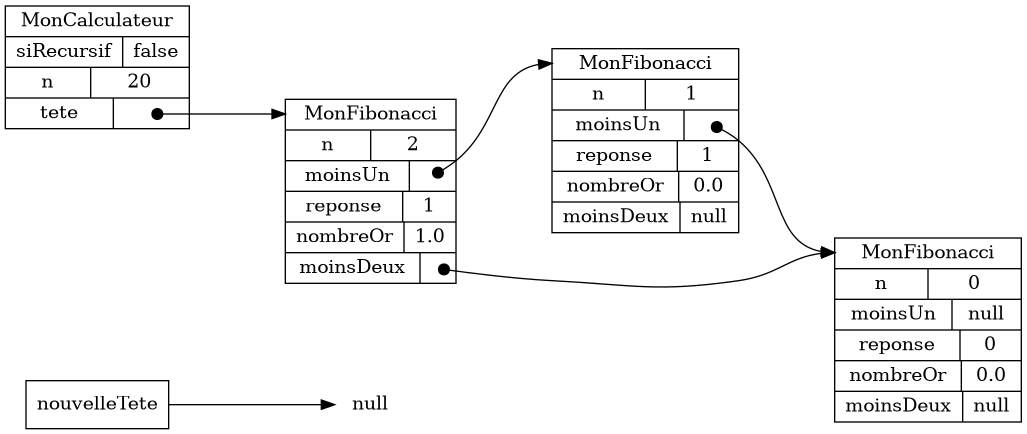 MonCalculateur
siRecursif false
n 20
tete
MonFibonacci
n 2
moinsUn
reponse 1
nombreOr 1.0
moinsDeux
MonFibonacci
n 1
moinsUn
reponse 1
nombreOr 0.0
moinsDeux null
MonFibonacci
n 0
moinsUn null
reponse 0
nombreOr 0.0
moinsDeux null
nouvelleTete null